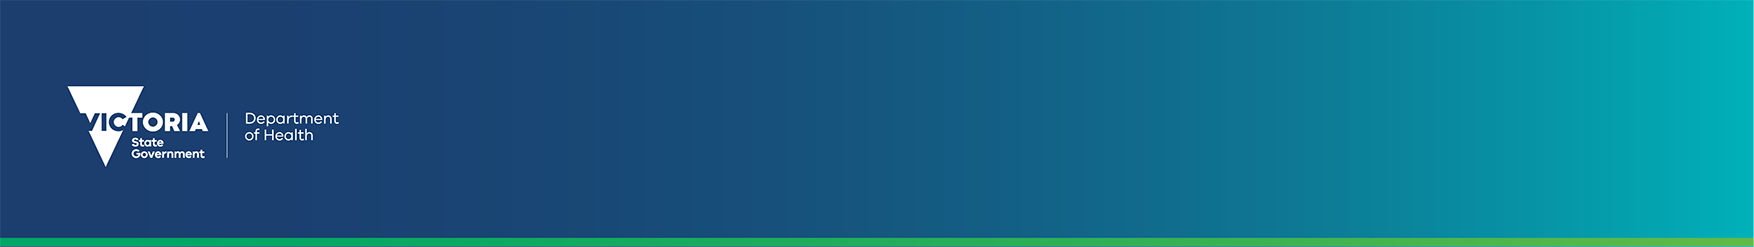 VICTORIA
State
Government
Department
of Health